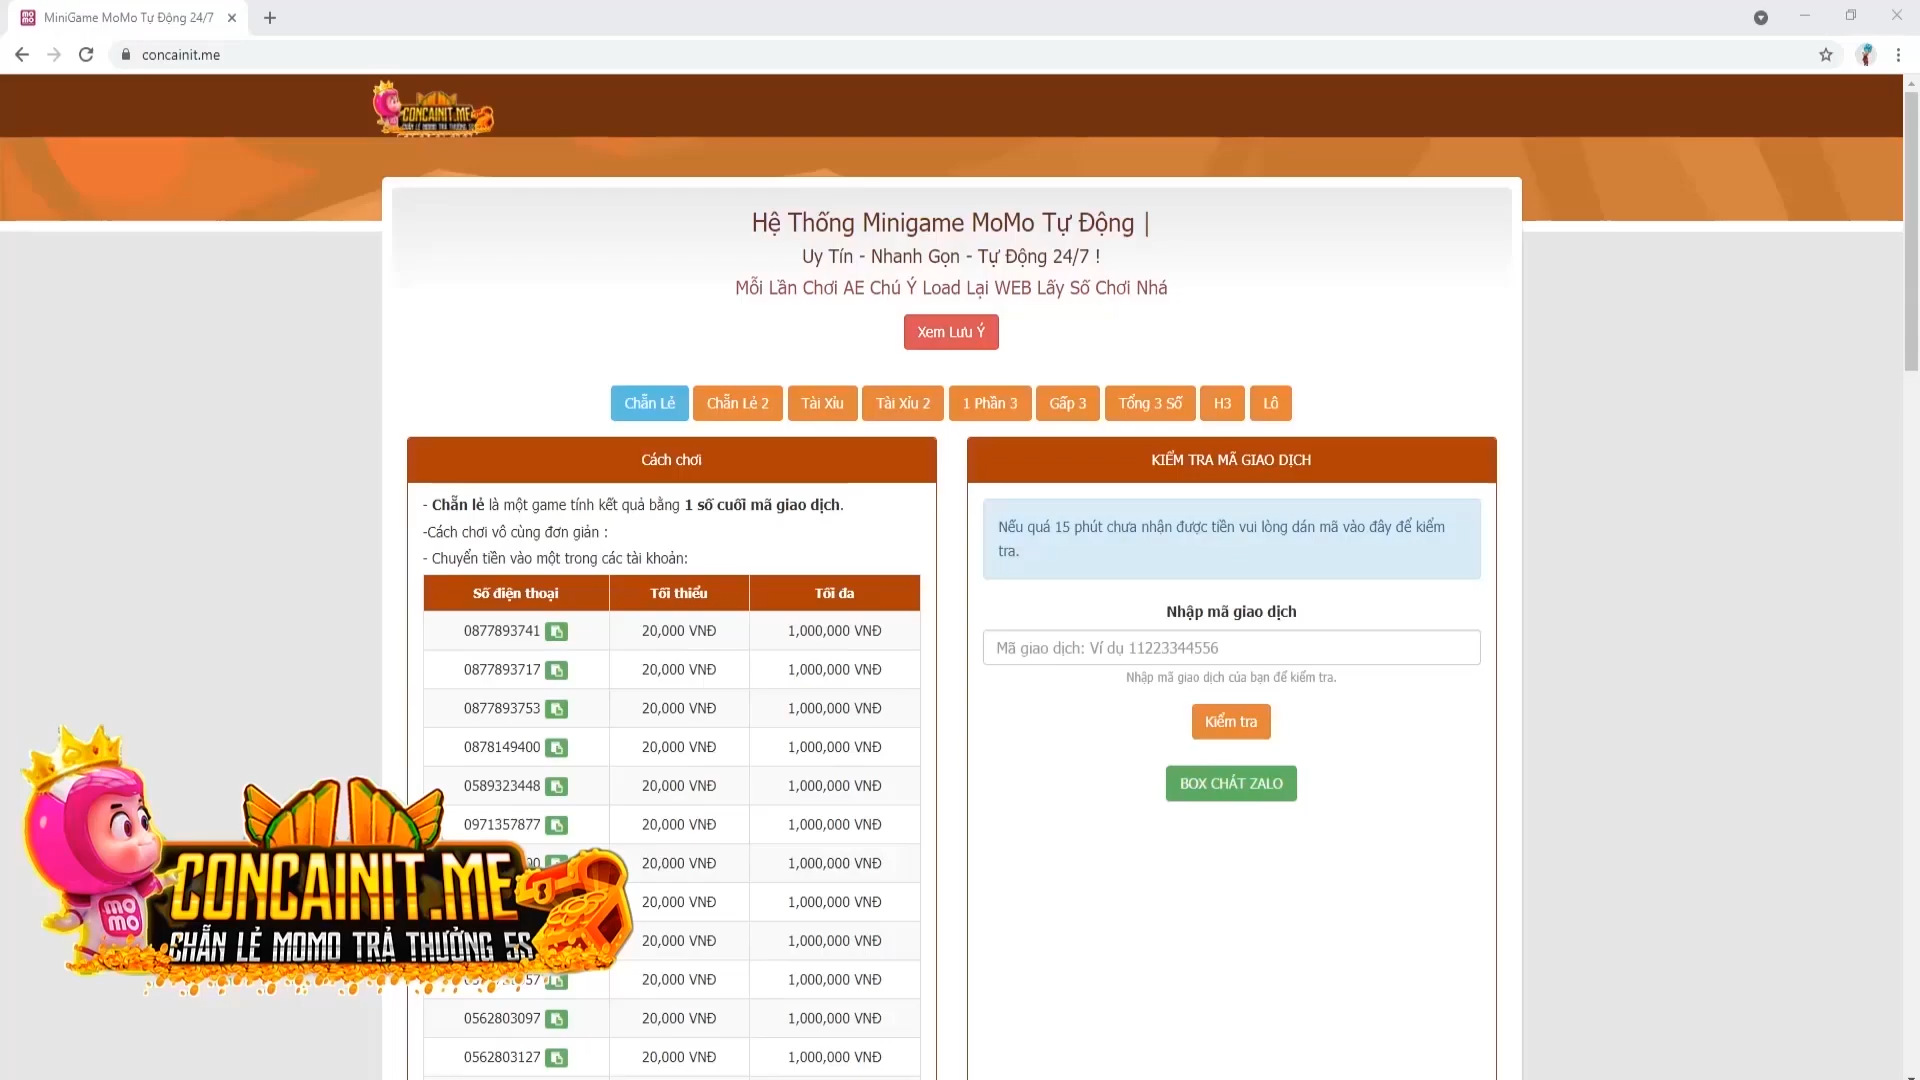 MiniGame MoMo Tự Động 24/7
concainit.me
CONCAINIT.ME
Hệ Thống Minigame MoMo Tự Động |
Uy Tín - Nhanh Gọn - Tự Động 24/7 !
Mỗi Lần Chơi AE Chú Ý Load Lại WEB Lấy Số Chơi Nhá
Xem Lưu Ý
Chẵn Lẻ Chẵn Lẻ 2 Tài Xỉu Tài Xỉu 2 1 Phần 3 Gấp 3 Tổng 3 Số H3 Lô
Cách chơi
- Chẵn lẻ là một game tính kết quả bằng 1 số cuối mã giao dịch.
-Cách chơi vô cùng đơn giản :
- Chuyển tiền vào một trong các tài khoản:
Số điện thoại Tối thiểu Tối đa
0877893741 20,000 VNĐ 1,000,000 VNĐ
0877893717 20,000 VNĐ 1,000,000 VNĐ
0877893753 20,000 VNĐ 1,000,000 VNĐ
0878149400 20,000 VNĐ 1,000,000 VNĐ
0589323448 20,000 VNĐ 1,000,000 VNĐ
0971357877 20,000 VNĐ 1,000,000 VNĐ
20,000 VNĐ 1,000,000 VNĐ
20,000 VNĐ 1,000,000 VNĐ
20,000 VNĐ 1,000,000 VNĐ
20,000 VNĐ 1,000,000 VNĐ
0562803097 20,000 VNĐ 1,000,000 VNĐ
0562803127 20,000 VNĐ 1,000,000 VNĐ
KIỂM TRA MÃ GIAO DỊCH
Nếu quá 15 phút chưa nhận được tiền vui lòng dán mã vào đây để kiểm
tra.
Nhập mã giao dịch
Mã giao dịch: Ví dụ 11223344556
Nhập mã giao dịch của bạn để kiểm tra.
Kiểm tra
BOX CHÁT ZALO
mo
mo
CONCAINIT.ME
CHẴN LẺ MOMO TRẢ THƯỞNG 5S